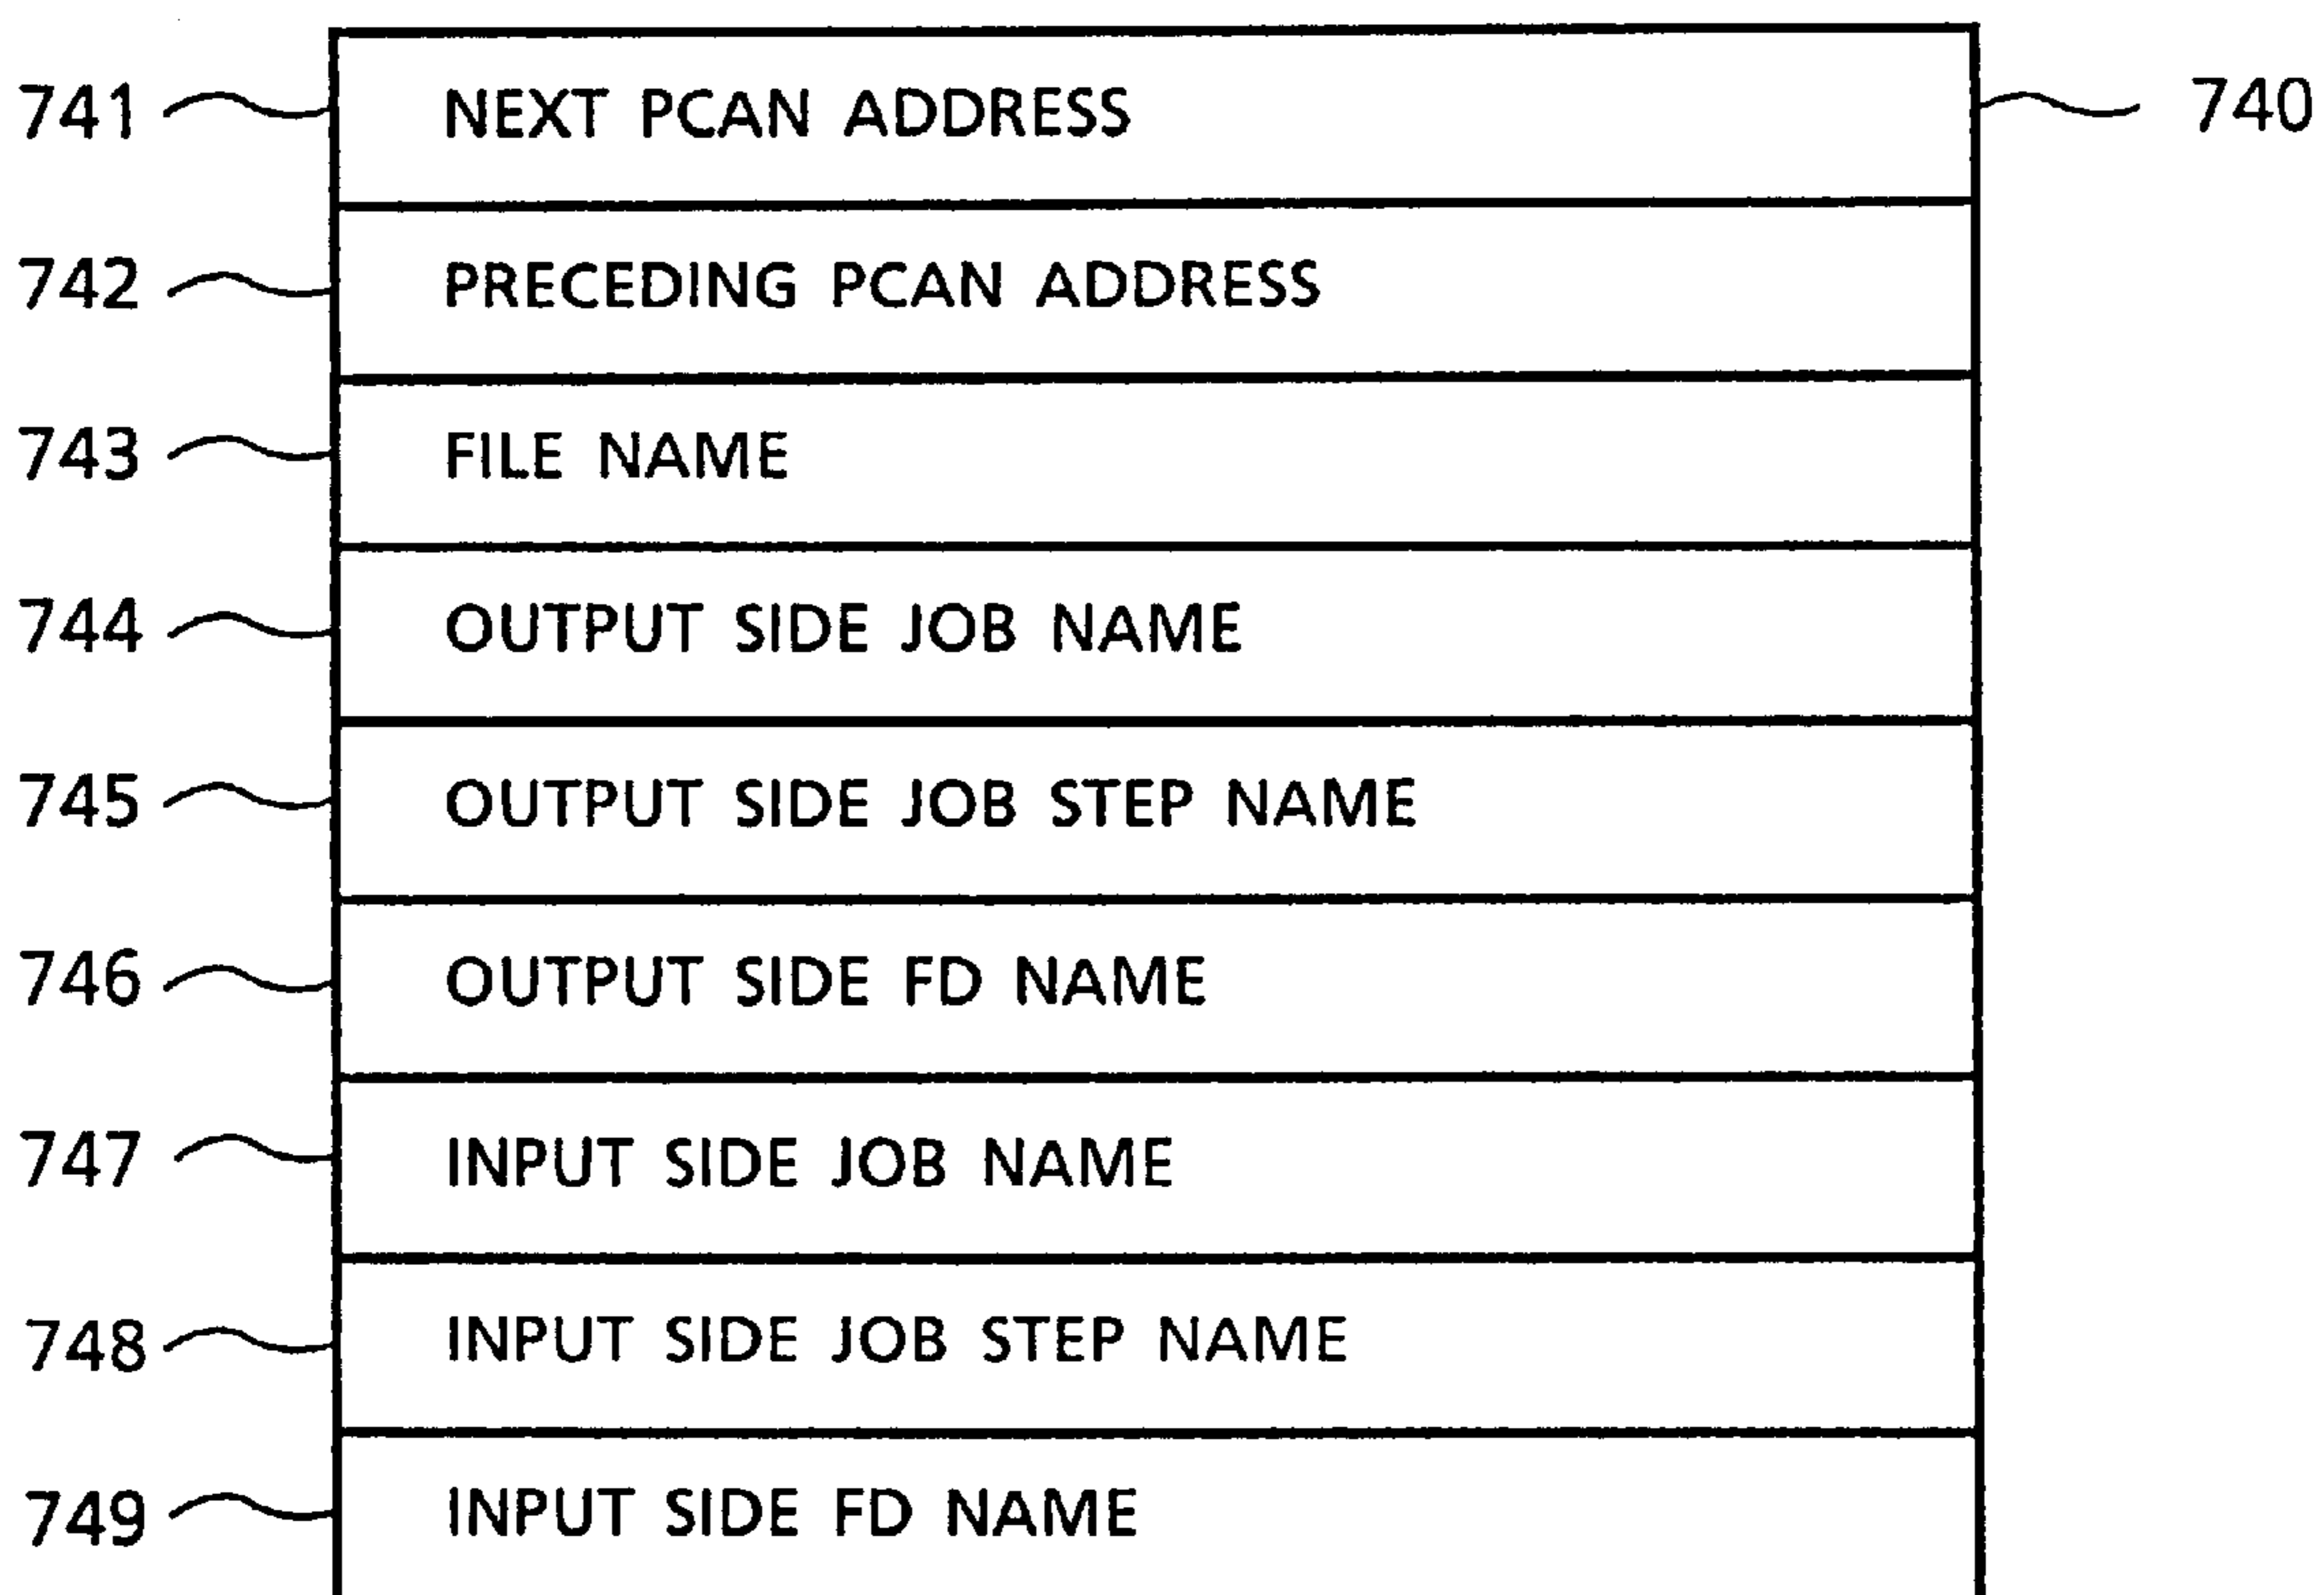 741 NEXT PCAN ADDRESS 740
742 PRECEDING PCAN ADDRESS
743 FILE NAME
744 OUTPUT SIDE JOB NAME
745 OUTPUT SIDE JOB STEP NAME
746 OUTPUT SIDE FD NAME
747 INPUT SIDE JOB NAME
748 INPUT SIDE JOB STEP NAME
749 INPUT SIDE FD NAME